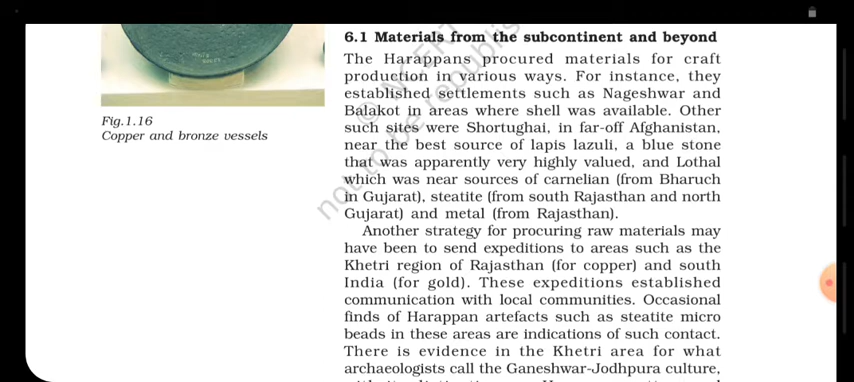 6.1 Materials from the subcontinent and beyond
The Harappans procured materials for craft
production in various ways. For instance, they
established settlements such as Nageshwar and
Balakot in areas where shell was available. Other
such sites were Shortughai, in far-off Afghanistan,
near the best source of lapis lazuli, a blue stone
that was apparently very highly valued, and Lothal
which was near sources of carnelian (from Bharuch
in Gujarat), steatite (from south Rajasthan and north
Gujarat) and metal (from Rajasthan).
Another strategy for procuring raw materials may
have been to send expeditions to areas such as the
Khetri region of Rajasthan (for copper) and south
India (for gold). These expeditions established
communication with local communities. Occasional
finds of Harappan artefacts such as steatite micro
beads in these areas are indications of such contact.
There is evidence in the Khetri area for what
archaeologists call the Ganeshwar-Jodhpura culture,
Fig.1.16
Copper and bronze vessels
© NCERT
not to be republis